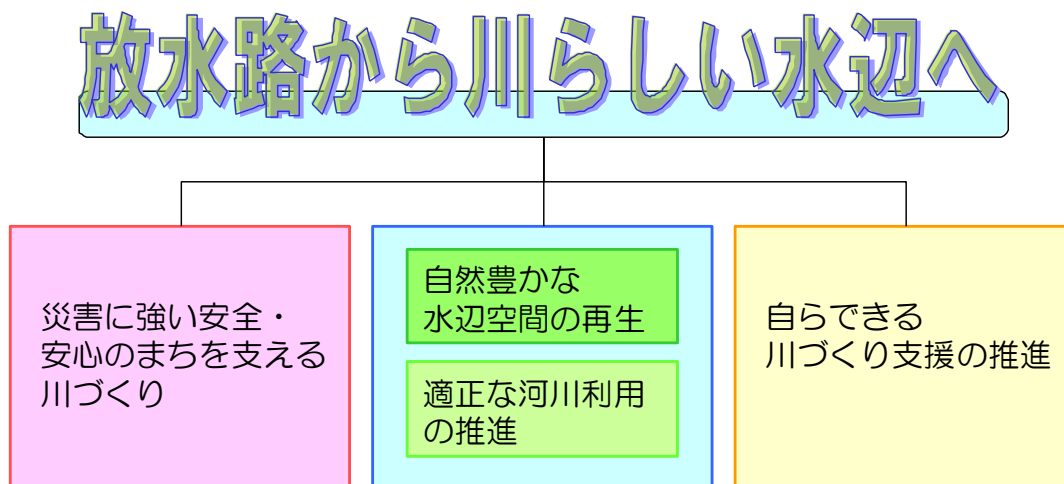 放水路から川らしい水辺へ
災害に強い安全・
安心のまちを支える
川づくり
自然豊かな
水辺空間の再生
適正な河川利用
の推進
自らできる
川づくり支援の推進